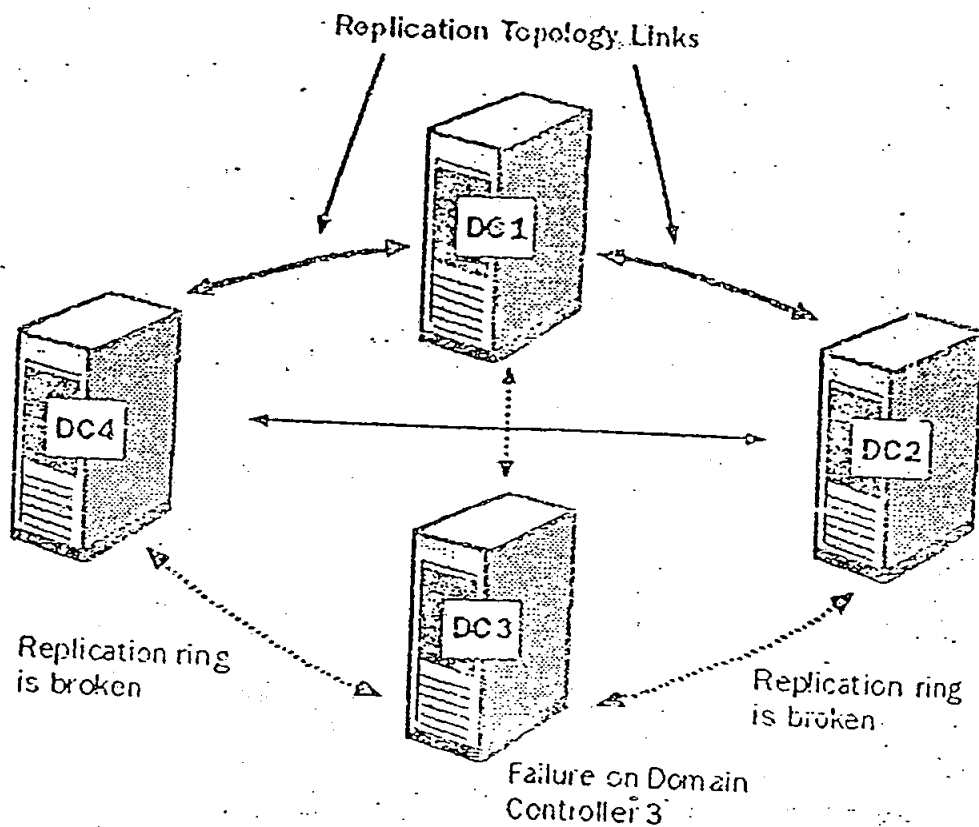 Replication Topology Links
DC1
DC4
DC2
DC3
Replication ring
is broken
Replication ring
is broken
Failure on Domain
Controller 3